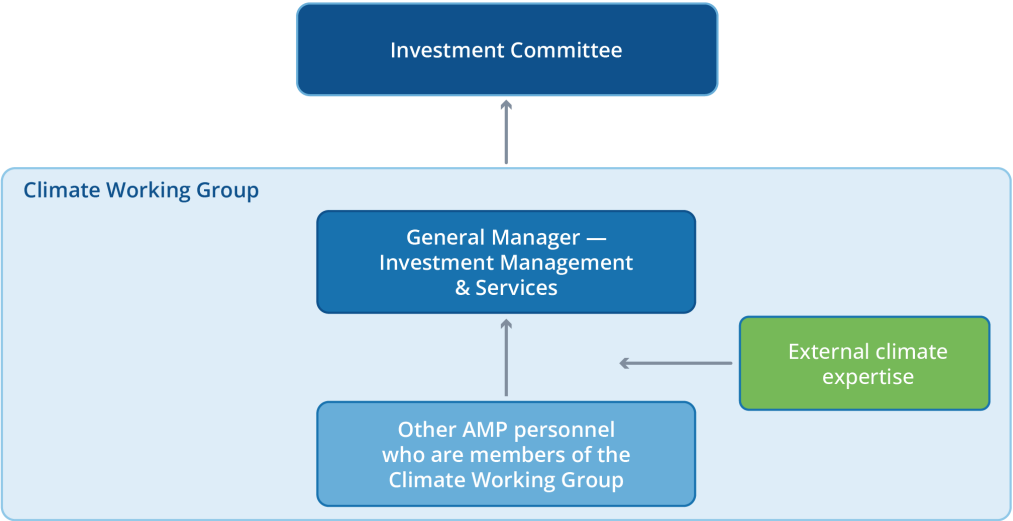 Investment Committee
Climate Working Group
General Manager —
Investment Management
& Services
External climate
expertise
Other AMP personnel
who are members of the
Climate Working Group